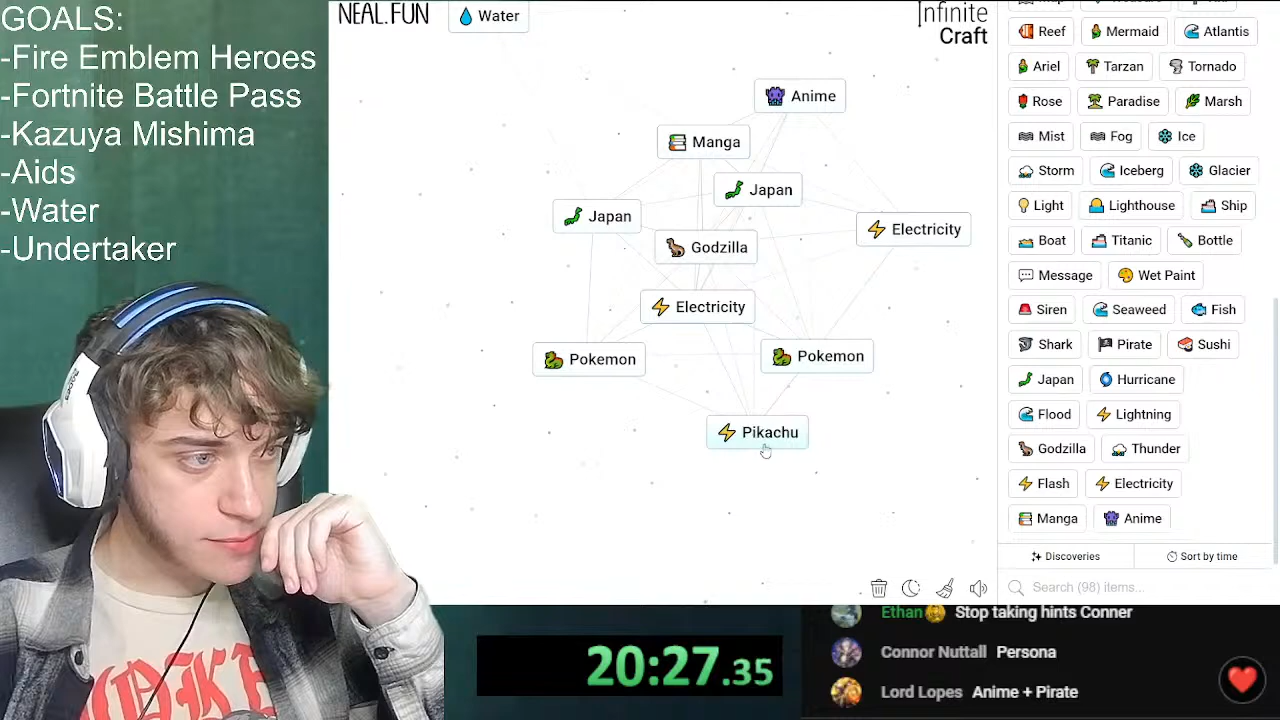 GOALS:
-Fire Emblem Heroes
-Fortnite Battle Pass
-Kazuya Mishima
-Aids
-Water
-Undertaker
NEAL.FUN
Water
Infinite
Craft
Anime
Manga
Japan
Japan
Electricity
Godzilla
Electricity
Pokemon
Pokemon
Pikachu
Reef Mermaid Atlantis
Ariel Tarzan Tornado
Rose Paradise Marsh
Mist Fog Ice
Storm Iceberg Glacier
Light Lighthouse Ship
Boat Titanic Bottle
Message Wet Paint
Siren Seaweed Fish
Shark Pirate Sushi
Japan Hurricane
Flood Lightning
Godzilla Thunder
Flash Electricity
Manga Anime
Discoveries Sort by time
Search (98) items...
20:27.35
Ethan Stop taking hints Conner
Connor Nuttall Persona
Lord Lopes Anime + Pirate